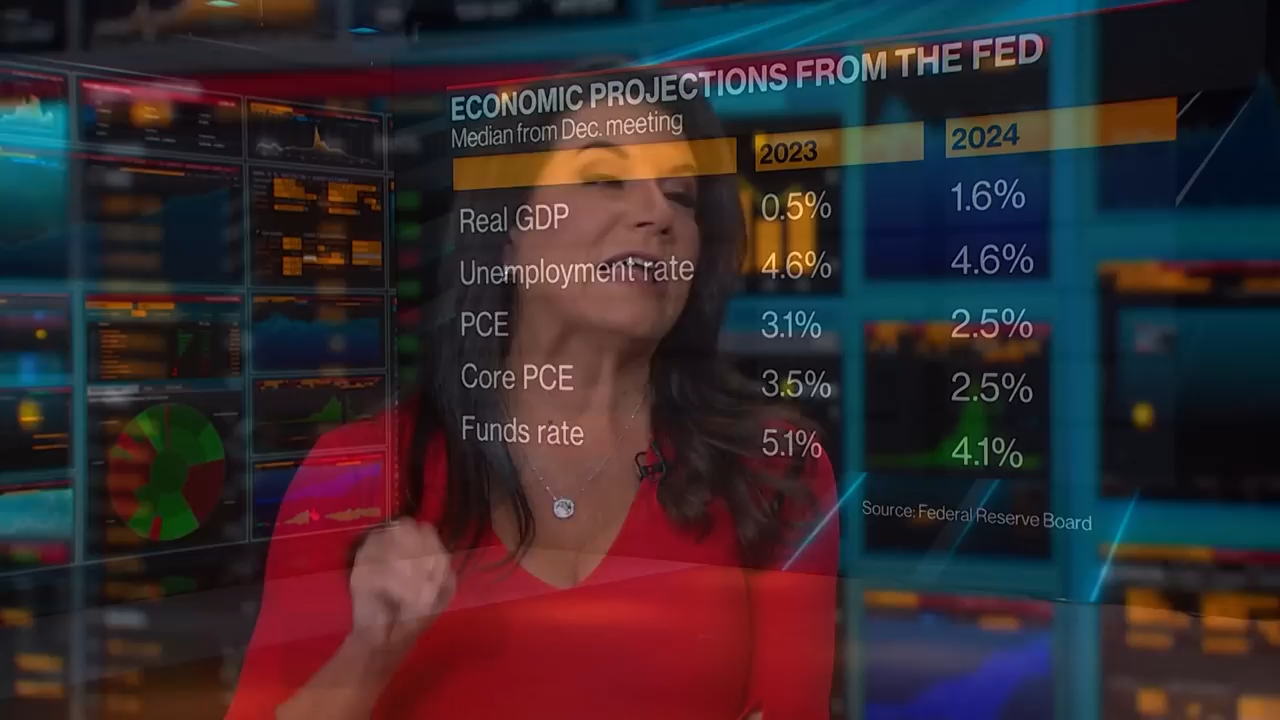 ECONOMIC PROJECTIONS FROM THE FED
Median from Dec. meeting
2023 2024
Real GDP 0.5% 1.6%
Unemployment rate 4.6% 4.6%
PCE 3.1% 2.5%
Core PCE 3.5% 2.5%
Funds rate 5.1% 4.1%
Source: Federal Reserve Board